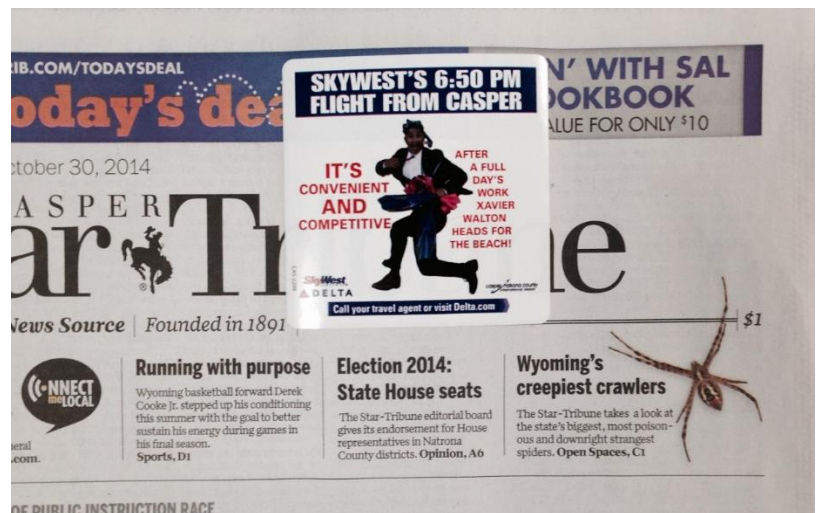 IB.COM/TODAYSDEAL
oday's dea
N' WITH SAL
OOKBOOK
ALUE FOR ONLY $10
SKYWEST'S 6:50 PM
FLIGHT FROM CASPER
IT'S
CONVENIENT
AND
COMPETITIVE
AFTER
A FULL
DAY'S
WORK
XAVIER
WALTON
HEADS FOR
THE BEACH!
SkyWest
DELTA
Call your travel agent or visit Delta.com
ctober 30, 2014
ASPER
ar Tr ne
News Source | Founded in 1891
$1
NNECT
meLOCAL
neral
.com.
Running with purpose
Wyoming basketball forward Derek
Cooke Jr. stepped up his conditioning
this summer with the goal to better
sustain his energy during games in
his final season.
Sports, D1
Election 2014:
State House seats
The Star-Tribune editorial board
gives its endorsement for House
representatives in Natrona
County districts. Opinion, A6
Wyoming's
creepiest crawlers
The Star-Tribune takes a look at
the state's biggest, most poison-
ous and downright strangest
spiders. Open Spaces, C1
OF PUBLIC INSTRUCTION RACE